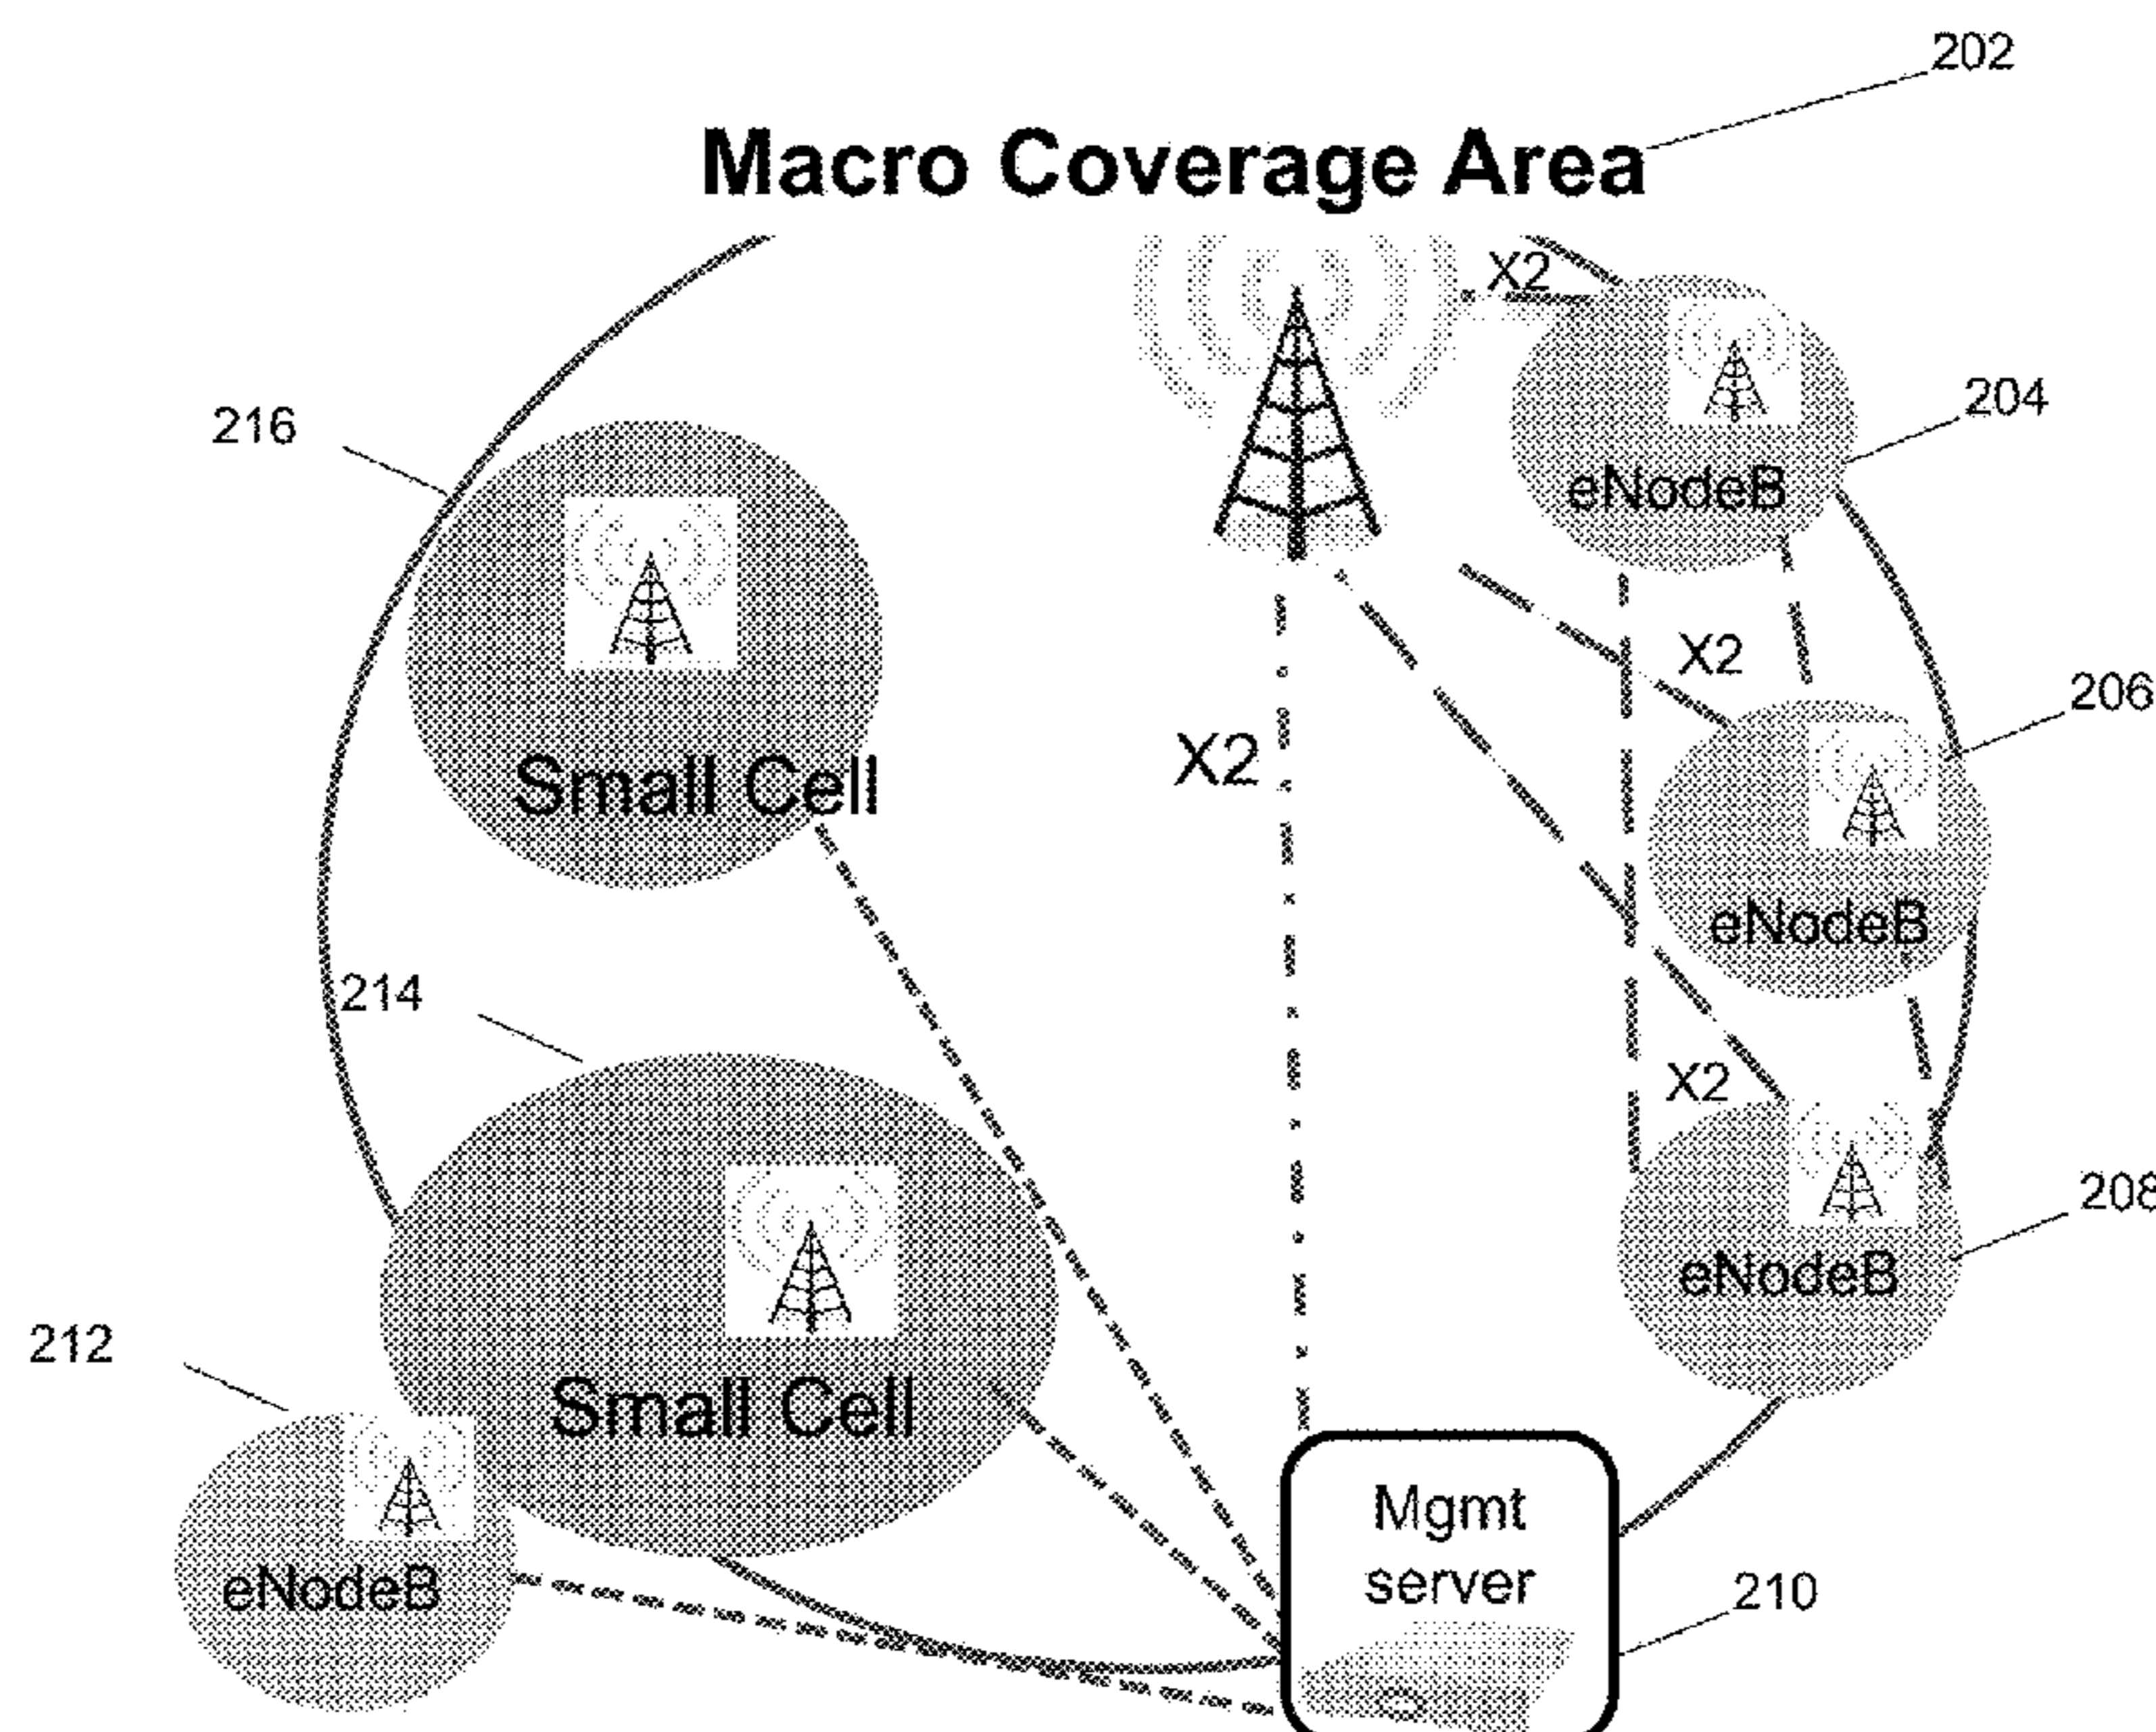 202
Macro Coverage Area
X2
204
eNodeB
216
X2
206
X2
Small Cell
eNodeB
214
X2
208
eNodeB
212
Small Cell
Mgmt
server
eNodeB
210